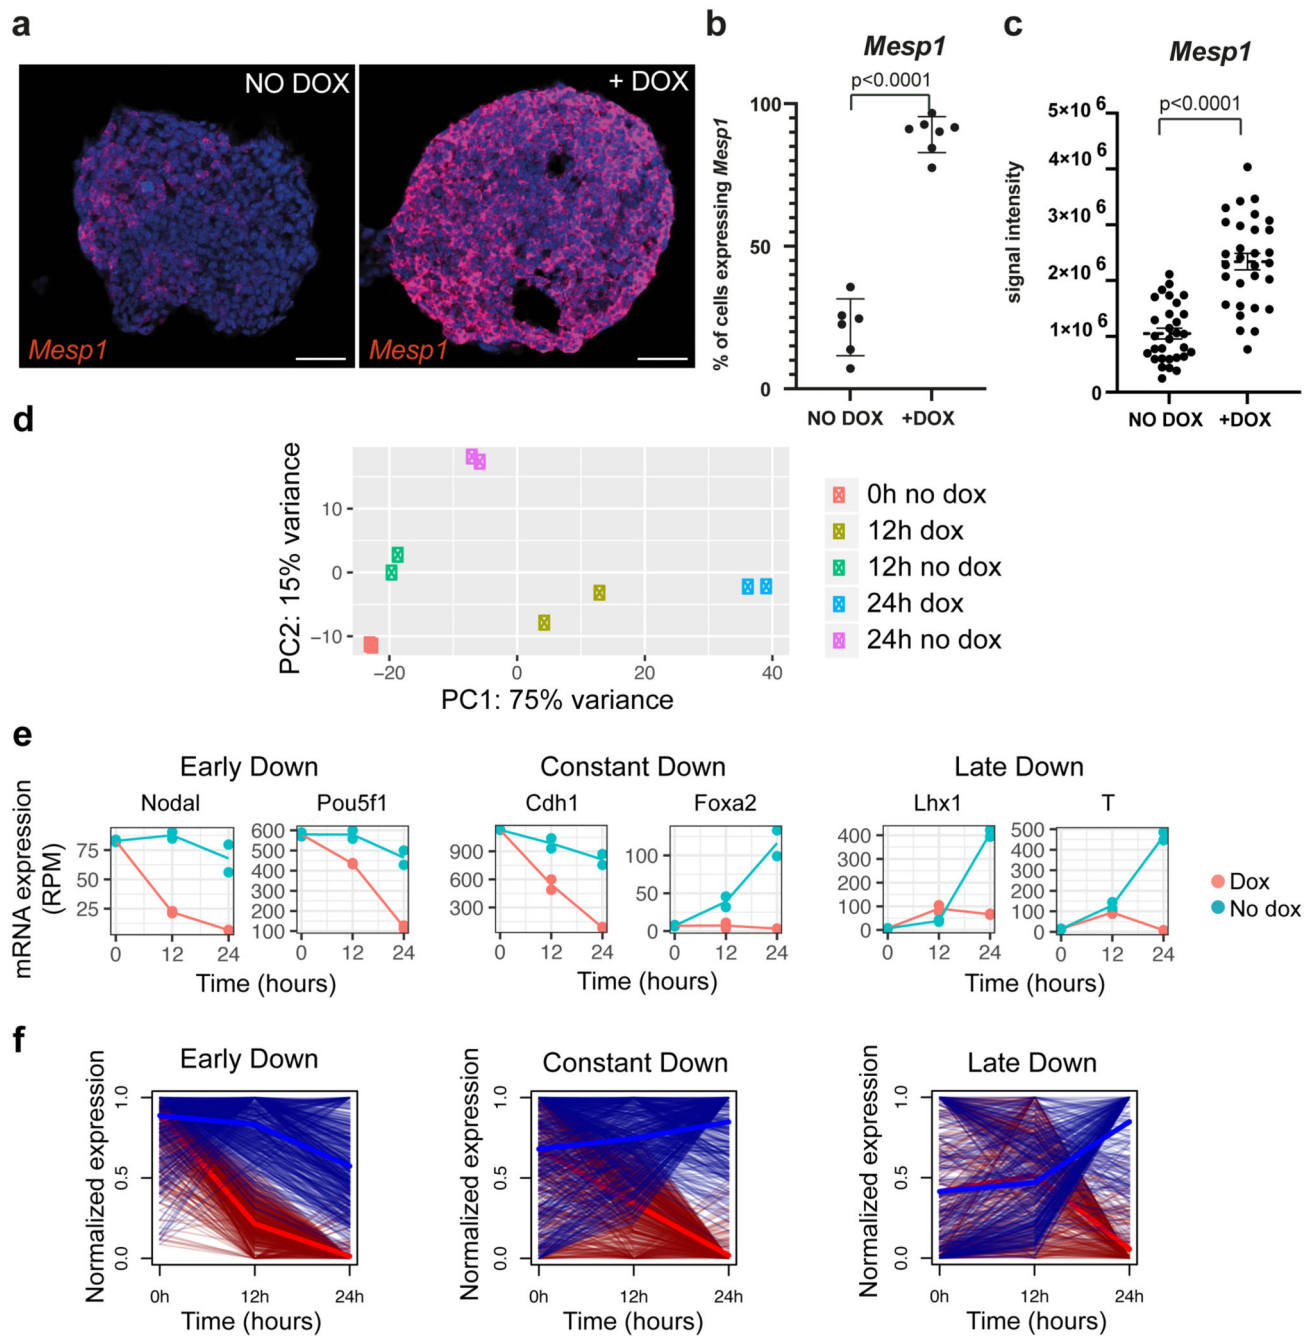 a
NO DOX
+ DOX
Mesp1
Mesp1
b
Mesp1
p<0.0001
% of cells expressing Mesp1
100
50
0
NO DOX
+DOX
c
Mesp1
p<0.0001
signal intensity
5×10 6
4×10 6
3×10 6
2×10 6
1×10 6
0
NO DOX
+DOX
d
PC2: 15% variance
10
0
−10
−20
0
20
40
PC1: 75% variance
0h no dox
12h dox
12h no dox
24h dox
24h no dox
e
mRNA expression
(RPM)
Early Down
Nodal
75
50
25
0
12
24
Pou5f1
600
500
400
300
200
100
0
12
24
Time (hours)
Constant Down
Cdh1
900
600
300
0
12
24
Foxa2
100
50
0
0
12
24
Time (hours)
Late Down
Lhx1
400
300
200
100
0
0
12
24
T
500
400
300
200
100
0
0
12
24
Time (hours)
Dox
No dox
f
Early Down
Normalized expression
1.0
0.5
0.0
0h
12h
24h
Time (hours)
Constant Down
Normalized expression
1.0
0.5
0.0
0h
12h
24h
Time (hours)
Late Down
Normalized expression
1.0
0.5
0.0
0h
12h
24h
Time (hours)